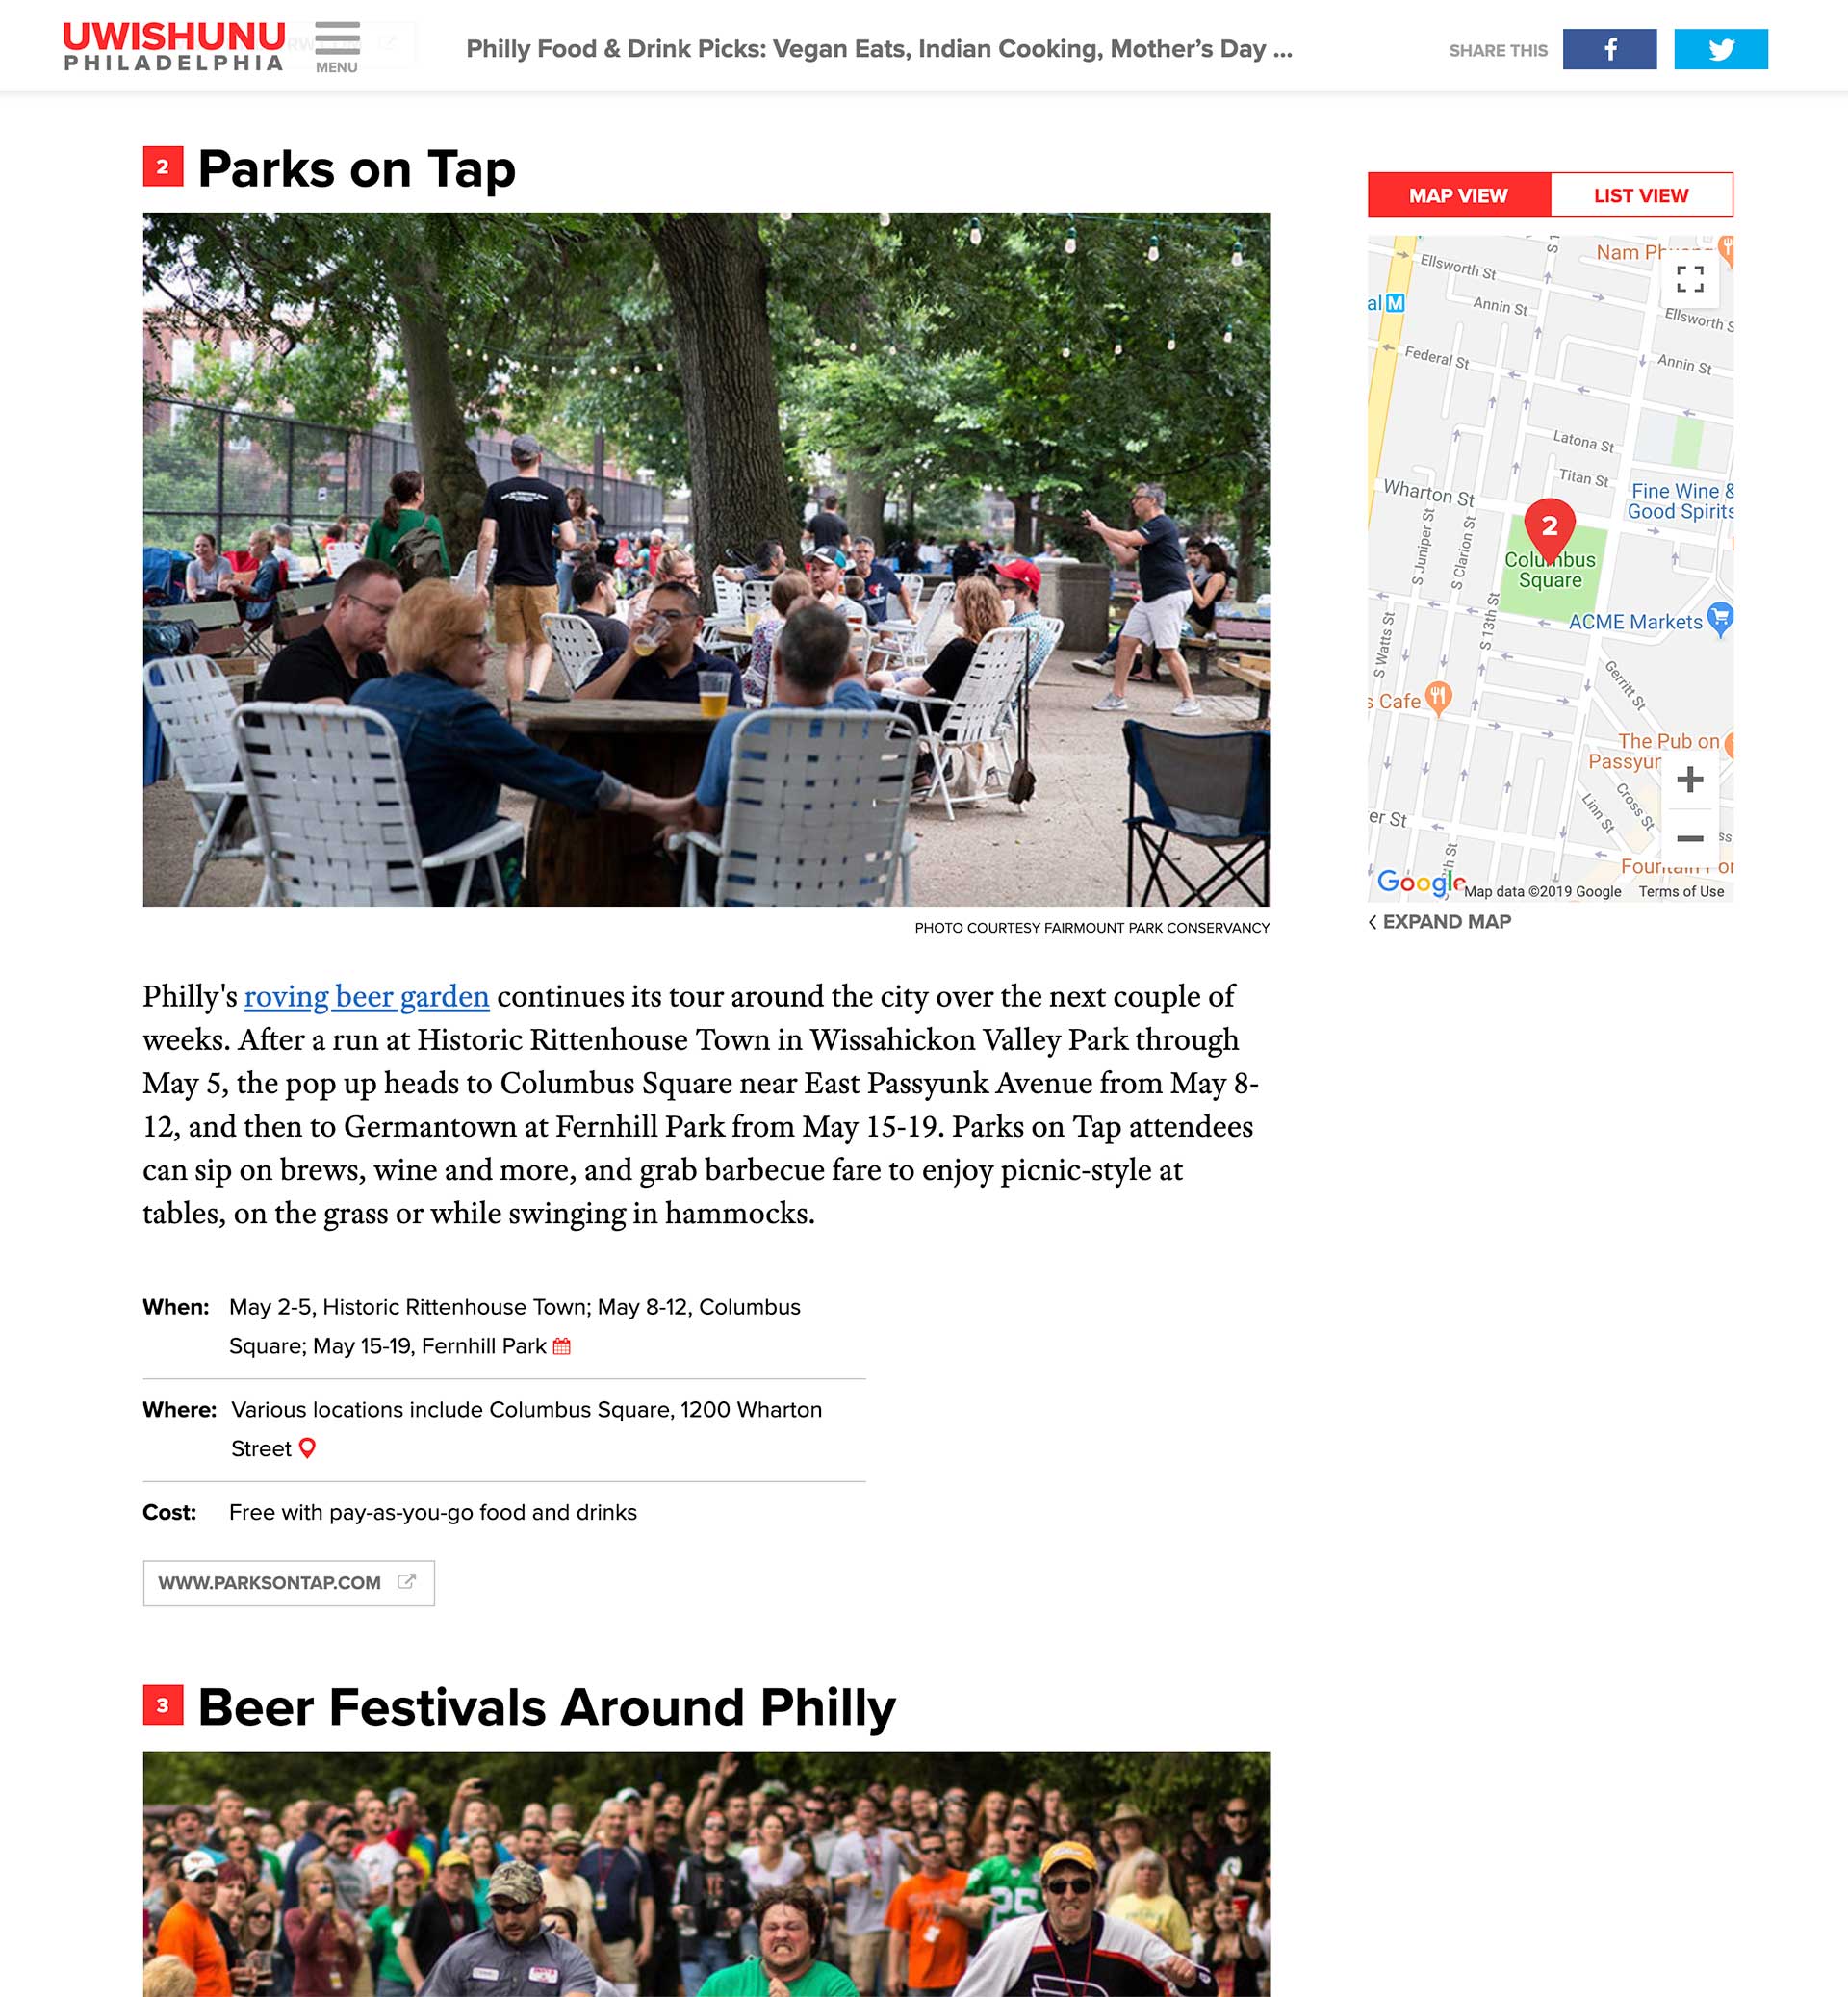 UWISHUNU
PHILADELPHIA
MENU
Philly Food & Drink Picks: Vegan Eats, Indian Cooking, Mother’s Day ...
SHARE THIS
2 Parks on Tap
PHOTO COURTESY FAIRMOUNT PARK CONSERVANCY
Philly's roving beer garden continues its tour around the city over the next couple of
weeks. After a run at Historic Rittenhouse Town in Wissahickon Valley Park through
May 5, the pop up heads to Columbus Square near East Passyunk Avenue from May 8-
12, and then to Germantown at Fernhill Park from May 15-19. Parks on Tap attendees
can sip on brews, wine and more, and grab barbecue fare to enjoy picnic-style at
tables, on the grass or while swinging in hammocks.
When: May 2-5, Historic Rittenhouse Town; May 8-12, Columbus
Square; May 15-19, Fernhill Park
Where: Various locations include Columbus Square, 1200 Wharton
Street
Cost: Free with pay-as-you-go food and drinks
WWW.PARKSONTAP.COM
3 Beer Festivals Around Philly
25
MAP VIEW
LIST VIEW
Nam
Ellsworth St
al M
Annin St
Ellsworth S
Federal St
Annin St
Latona St
Titan St
Wharton St
Fine Wine &
Good Spirits
2
Columbus
Square
S Juniper St
S Clarion St
S 13th St
S Watts St
ACME Markets
Gerritt St
s Cafe
The Pub on
Passyun
Cross St
Linn St
er St
Google
Map data ©2019 Google
Terms of Use
EXPAND MAP